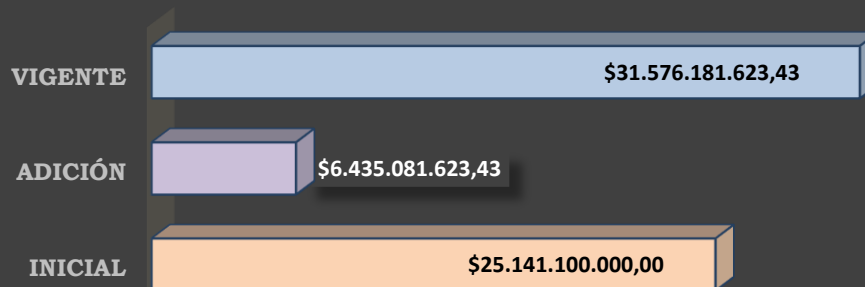 VIGENTE $31.576.181.623,43
ADICIÓN $6.435.081.623,43
INICIAL $25.141.100.000,00